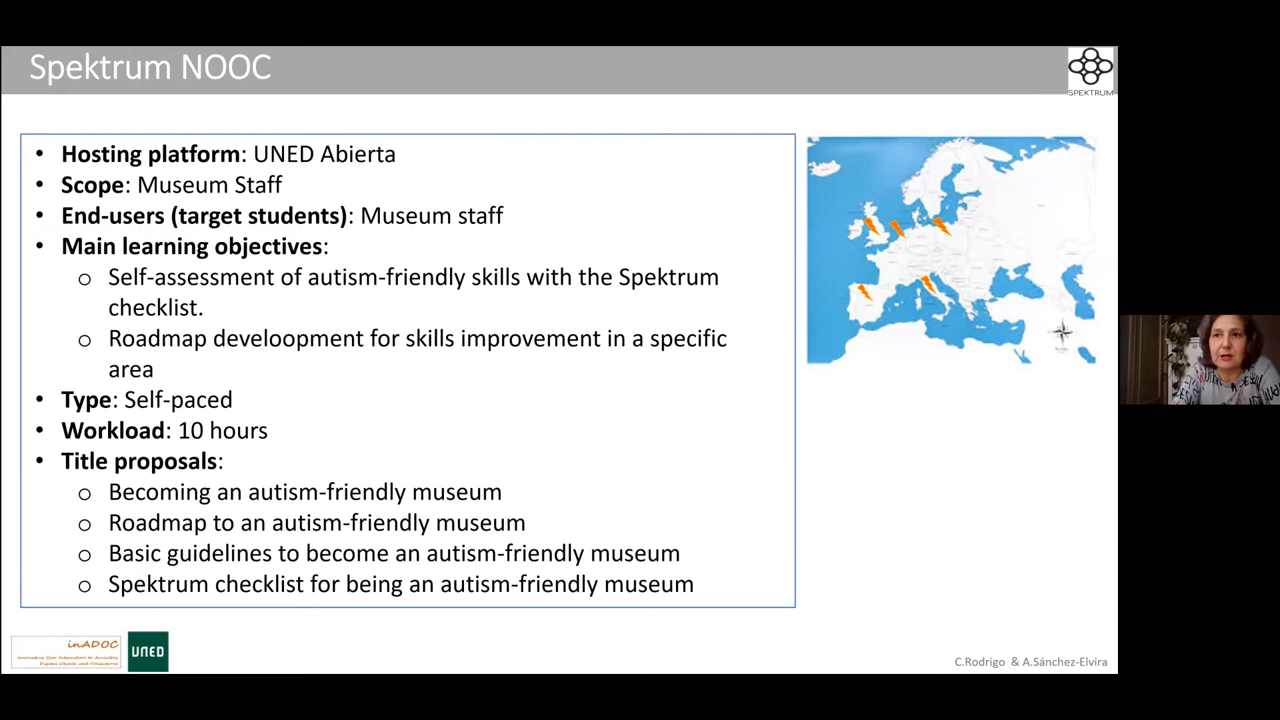 Spektrum NOOC
SPEKTRUM
• Hosting platform: UNED Abierta
• Scope: Museum Staff
• End-users (target students): Museum staff
• Main learning objectives:
o Self-assessment of autism-friendly skills with the Spektrum
checklist.
o Roadmap develoopment for skills improvement in a specific
area
• Type: Self-paced
• Workload: 10 hours
• Title proposals:
o Becoming an autism-friendly museum
o Roadmap to an autism-friendly museum
o Basic guidelines to become an autism-friendly museum
o Spektrum checklist for being an autism-friendly museum
inADOC
UNED
C.Rodrigo & A.Sánchez-Elvira